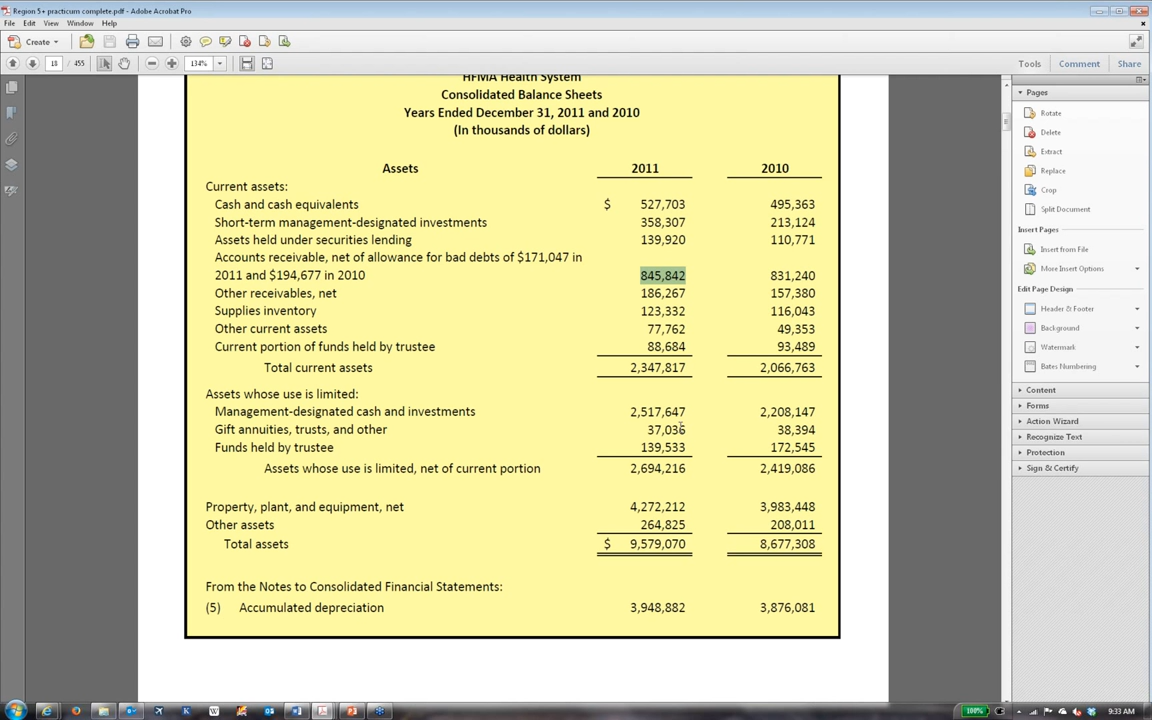 Region 5+ practicum complete.pdf - Adobe Acrobat Pro
File Edit View Window Help
Create
18 / 455 134% Tools Comment Share
HFMA Health System
Consolidated Balance Sheets
Years Ended December 31, 2011 and 2010
(In thousands of dollars)
Assets 2011 2010
Current assets:
Cash and cash equivalents $ 527,703 495,363
Short-term management-designated investments 358,307 213,124
Assets held under securities lending 139,920 110,771
Accounts receivable, net of allowance for bad debts of $171,047 in
2011 and $194,677 in 2010 845,842 831,240
Other receivables, net 186,267 157,380
Supplies inventory 123,332 116,043
Other current assets 77,762 49,353
Current portion of funds held by trustee 88,684 93,489
Total current assets 2,347,817 2,066,763
Assets whose use is limited:
Management-designated cash and investments 2,517,647 2,208,147
Gift annuities, trusts, and other 37,036 38,394
Funds held by trustee 139,533 172,545
Assets whose use is limited, net of current portion 2,694,216 2,419,086
Property, plant, and equipment, net 4,272,212 3,983,448
Other assets 264,825 208,011
Total assets $ 9,579,070 8,677,308
From the Notes to Consolidated Financial Statements:
(5) Accumulated depreciation 3,948,882 3,876,081
Pages
Rotate
Delete
Extract
Replace
Crop
Split Document
Insert Pages
Insert from File
More Insert Options
Edit Page Design
Header & Footer
Background
Watermark
Bates Numbering
Content
Forms
Action Wizard
Recognize Text
Protection
Sign & Certify
100% 9:33 AM